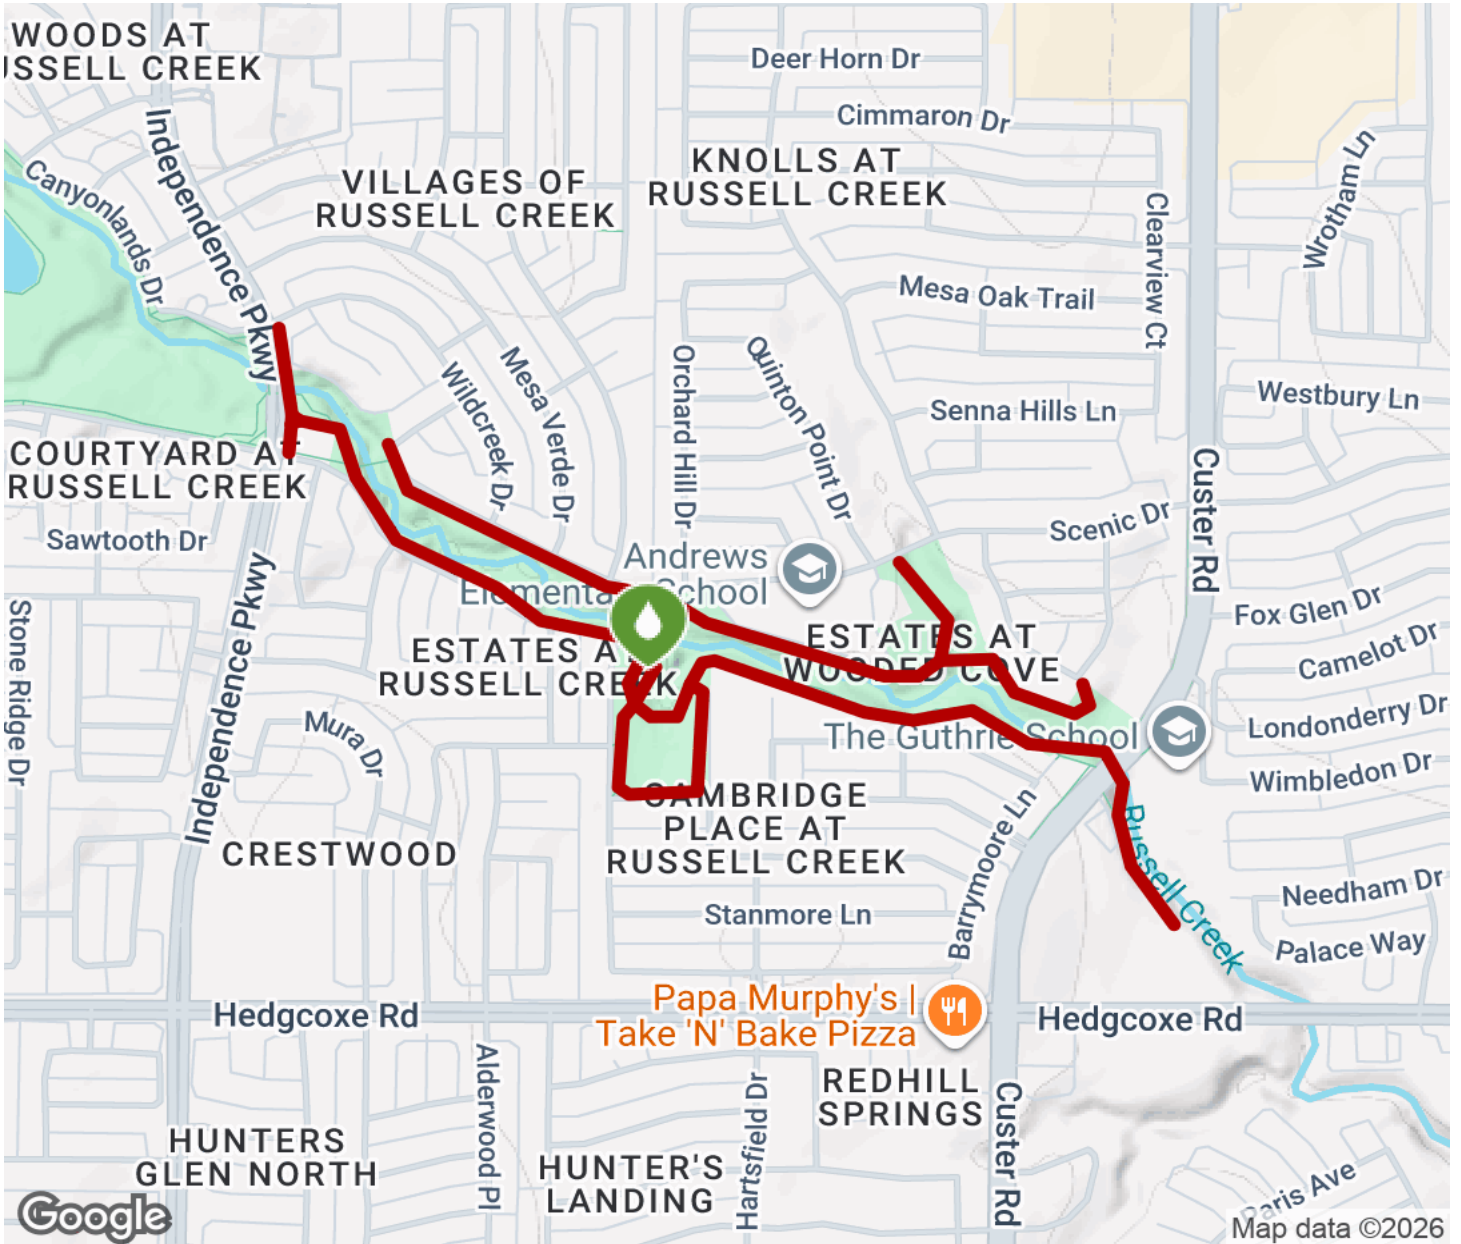 WOODS AT
USSELL CREEK
Deer Horn Dr
Cimmaron Dr
Independence Pkwy
Canyonlands Dr
VILLAGES OF
RUSSELL CREEK
KNOLLS AT
RUSSELL CREEK
Clearview Ct
Wrotham Ln
Mesa Oak Trail
Quinton Point Dr
Orchard Hill Dr
Mesa Verde Dr
Wildcreek Dr
Westbury Ln
Senna Hills Ln
COURTYARD AT
RUSSELL CREEK
Custer Rd
Scenic Dr
Sawtooth Dr
Andrews
Elementa School
Independence Pkwy
Stone Ridge Dr
Fox Glen Dr
ESTATES AT
RUSSELL CREEK
ESTATES AT
WOODED COVE
Camelot Dr
Londonderry Dr
The Guthrie School
Mura Dr
Wimbledon Dr
CAMBRIDGE
PLACE AT
RUSSELL CREEK
CRESTWOOD
Barrymoore Ln
Russell Creek
Needham Dr
Stanmore Ln
Palace Way
Papa Murphy's |
Take 'N' Bake Pizza
Hedgcoxe Rd
Hedgcoxe Rd
Alderwood Pl
Hartsfield Dr
REDHILL
SPRINGS
Custer Rd
HUNTERS
GLEN NORTH
HUNTER'S
LANDING
Paris Ave
Google
Map data ©2026